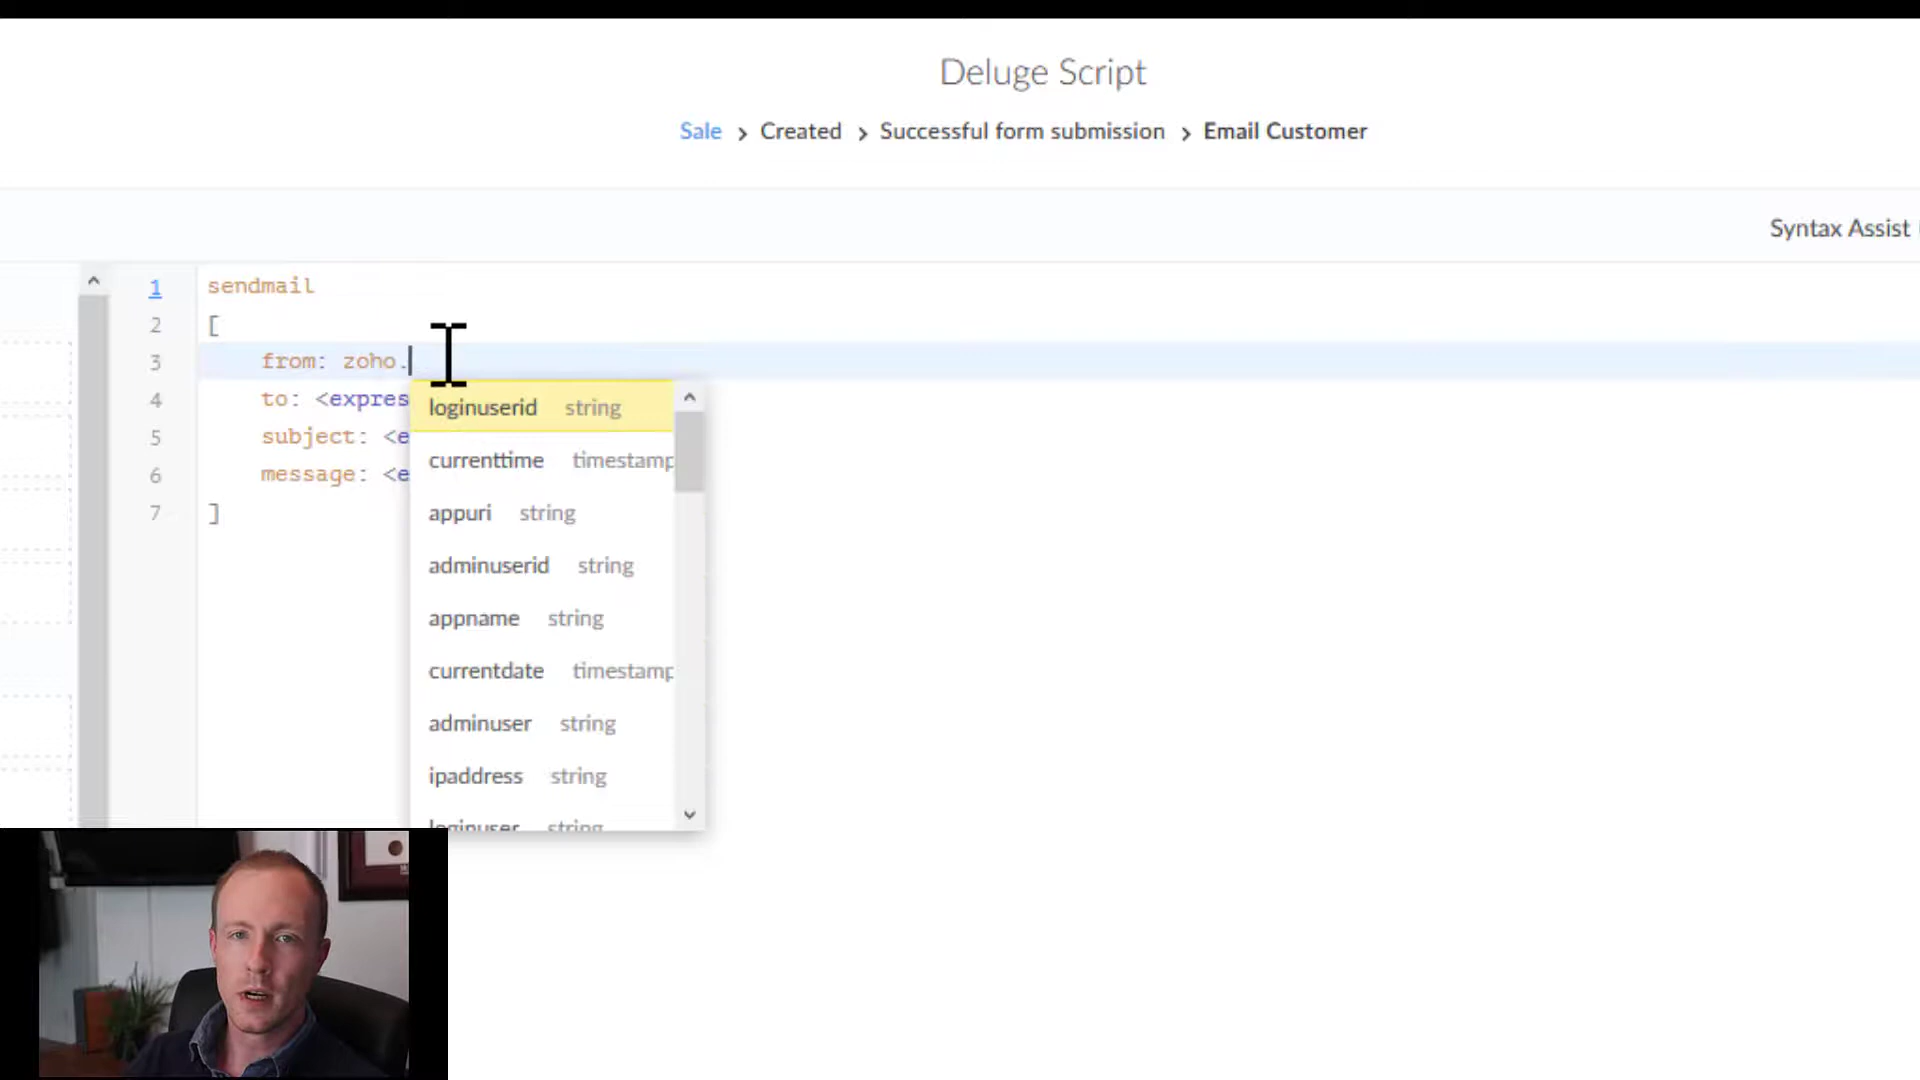 Deluge Script
Sale > Created > Successful form submission > Email Customer
Syntax Assist
1 sendmail
2 [
3 from: zoho.
4 to: <expres
5 subject: <e
6 message: <e
7 ]
loginuserid string
currenttime timestamp
appuri string
adminuserid string
appname string
currentdate timestamp
adminuser string
ipaddress string
loginuser string